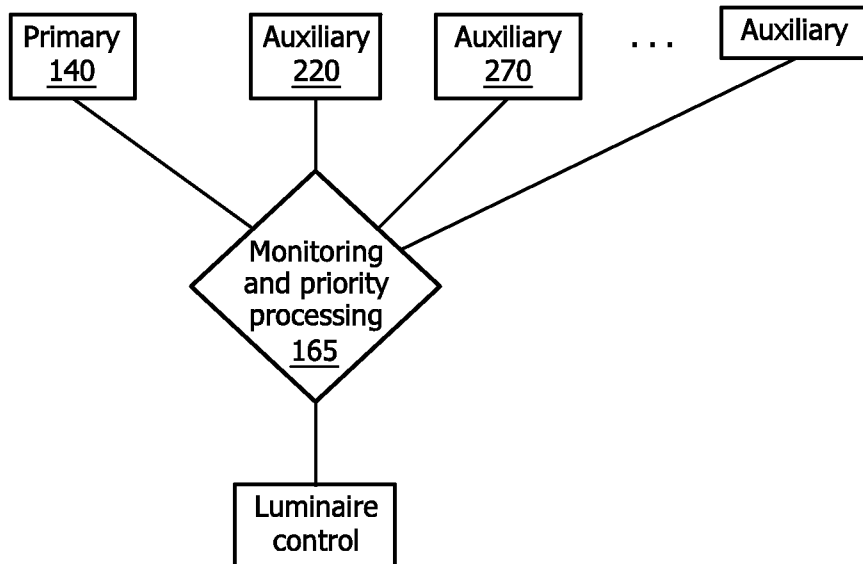 Primary
140
Auxiliary
220
Auxiliary
270
. . .
Auxiliary
Monitoring
and priority
processing
165
Luminaire
control